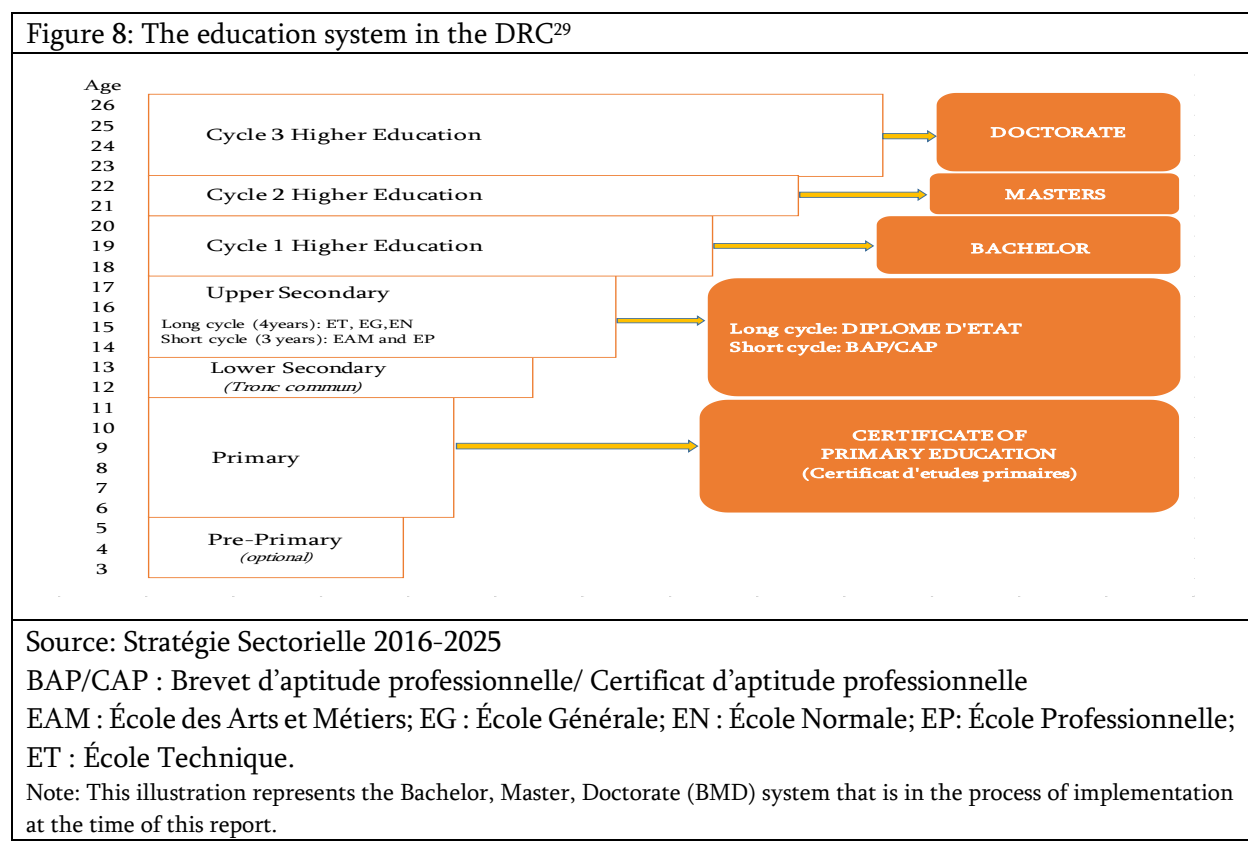 Figure 8: The education system in the DRC29
Age
26
25
24
23
22
21
20
19
18
17
16
15
14
13
12
11
10
9
8
7
6
5
4
3
Cycle 3 Higher Education
DOCTORATE
Cycle 2 Higher Education
MASTERS
Cycle 1 Higher Education
BACHELOR
Upper Secondary
Long cycle (4years): ET, EG,EN
Short cycle (3 years): EAM and EP
Long cycle: DIPLOME D'ETAT
Short cycle: BAP/CAP
Lower Secondary
(Tronc commun)
Primary
CERTIFICATE OF
PRIMARY EDUCATION
(Certificat d'etudes primaires)
Pre-Primary
(optional)
Source: Stratégie Sectorielle 2016-2025
BAP/CAP : Brevet d’aptitude professionnelle/ Certificat d’aptitude professionnelle
EAM : École des Arts et Métiers; EG : École Générale; EN : École Normale; EP: École Professionnelle;
ET : École Technique.
Note: This illustration represents the Bachelor, Master, Doctorate (BMD) system that is in the process of implementation
at the time of this report.